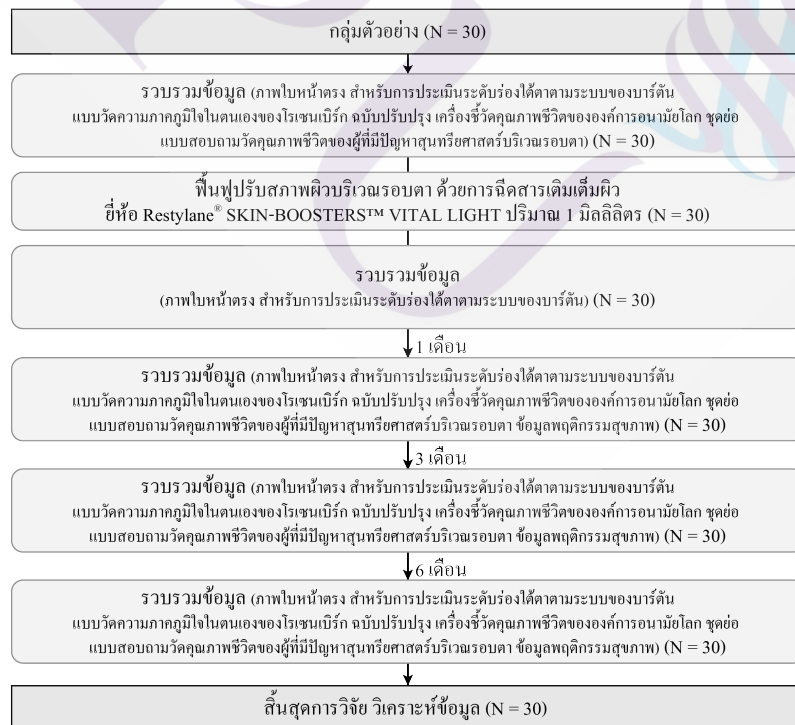 กลุ่มตัวอย่าง (N = 30)
รวบรวมข้อมูล (ภาพใบหน้าตรง สำหรับการประเมินระดับร่องใต้ตาตามระบบของบาร์ตัน
แบบวัดความภาคภูมิใจในตนเองของโรเซนเบิร์ก ฉบับปรับปรุง เครื่องชี้วัดคุณภาพชีวิตขององค์การอนามัยโลก ชุดย่อ
แบบสอบถามวัดคุณภาพชีวิตของผู้ที่มีปัญหาสุนทรียศาสตร์บริเวณรอบตา) (N = 30)
ฟื้นฟูปรับสภาพผิวบริเวณรอบตา ด้วยการฉีดสารเติมเต็มผิว
ยี่ห้อ Restylane® SKIN-BOOSTERS™ VITAL LIGHT ปริมาณ 1 มิลลิลิตร (N = 30)
รวบรวมข้อมูล
(ภาพใบหน้าตรง สำหรับการประเมินระดับร่องใต้ตาตามระบบของบาร์ตัน) (N = 30)
1 เดือน
รวบรวมข้อมูล (ภาพใบหน้าตรง สำหรับการประเมินระดับร่องใต้ตาตามระบบของบาร์ตัน
แบบวัดความภาคภูมิใจในตนเองของโรเซนเบิร์ก ฉบับปรับปรุง เครื่องชี้วัดคุณภาพชีวิตขององค์การอนามัยโลก ชุดย่อ
แบบสอบถามวัดคุณภาพชีวิตของผู้ที่มีปัญหาสุนทรียศาสตร์บริเวณรอบตา ข้อมูลพฤติกรรมสุขภาพ) (N = 30)
3 เดือน
รวบรวมข้อมูล (ภาพใบหน้าตรง สำหรับการประเมินระดับร่องใต้ตาตามระบบของบาร์ตัน
แบบวัดความภาคภูมิใจในตนเองของโรเซนเบิร์ก ฉบับปรับปรุง เครื่องชี้วัดคุณภาพชีวิตขององค์การอนามัยโลก ชุดย่อ
แบบสอบถามวัดคุณภาพชีวิตของผู้ที่มีปัญหาสุนทรียศาสตร์บริเวณรอบตา ข้อมูลพฤติกรรมสุขภาพ) (N = 30)
6 เดือน
รวบรวมข้อมูล (ภาพใบหน้าตรง สำหรับการประเมินระดับร่องใต้ตาตามระบบของบาร์ตัน
แบบวัดความภาคภูมิใจในตนเองของโรเซนเบิร์ก ฉบับปรับปรุง เครื่องชี้วัดคุณภาพชีวิตขององค์การอนามัยโลก ชุดย่อ
แบบสอบถามวัดคุณภาพชีวิตของผู้ที่มีปัญหาสุนทรียศาสตร์บริเวณรอบตา ข้อมูลพฤติกรรมสุขภาพ) (N = 30)
สิ้นสุดการวิจัย วิเคราะห์ข้อมูล (N = 30)